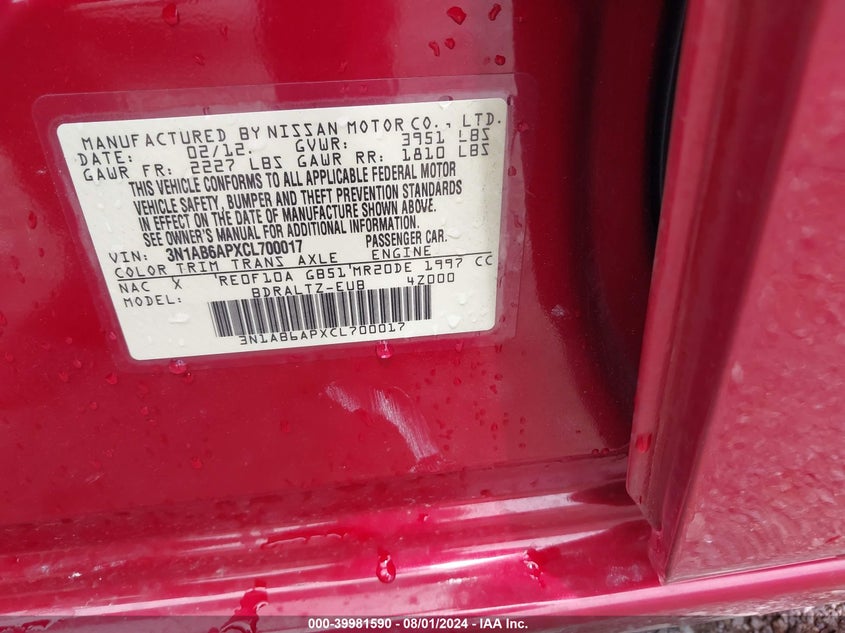 MANUFACTURED BY NISSAN MOTOR CO., LTD.
DATE: 02/12. GVWR: 3951 LBS
GAWR FR: 2227 LBS GAWR RR: 1810 LBS
THIS VEHICLE CONFORMS TO ALL APPLICABLE FEDERAL MOTOR
VEHICLE SAFETY, BUMPER AND THEFT PREVENTION STANDARDS
IN EFFECT ON THE DATE OF MANUFACTURE SHOWN ABOVE.
SEE OWNER'S MANUAL FOR ADDITIONAL INFORMATION.
VIN: 3N1AB6APXCL700017 PASSENGER CAR.
COLOR TRIM TRANS AXLE ENGINE
NAC X RE0F10A GB51 MR20DE 1997 CC
MODEL: BDRALTZ-EUB 4Z000
3N1AB6APXCL700017
000-39981590 - 08/01/2024 - IAA Inc.